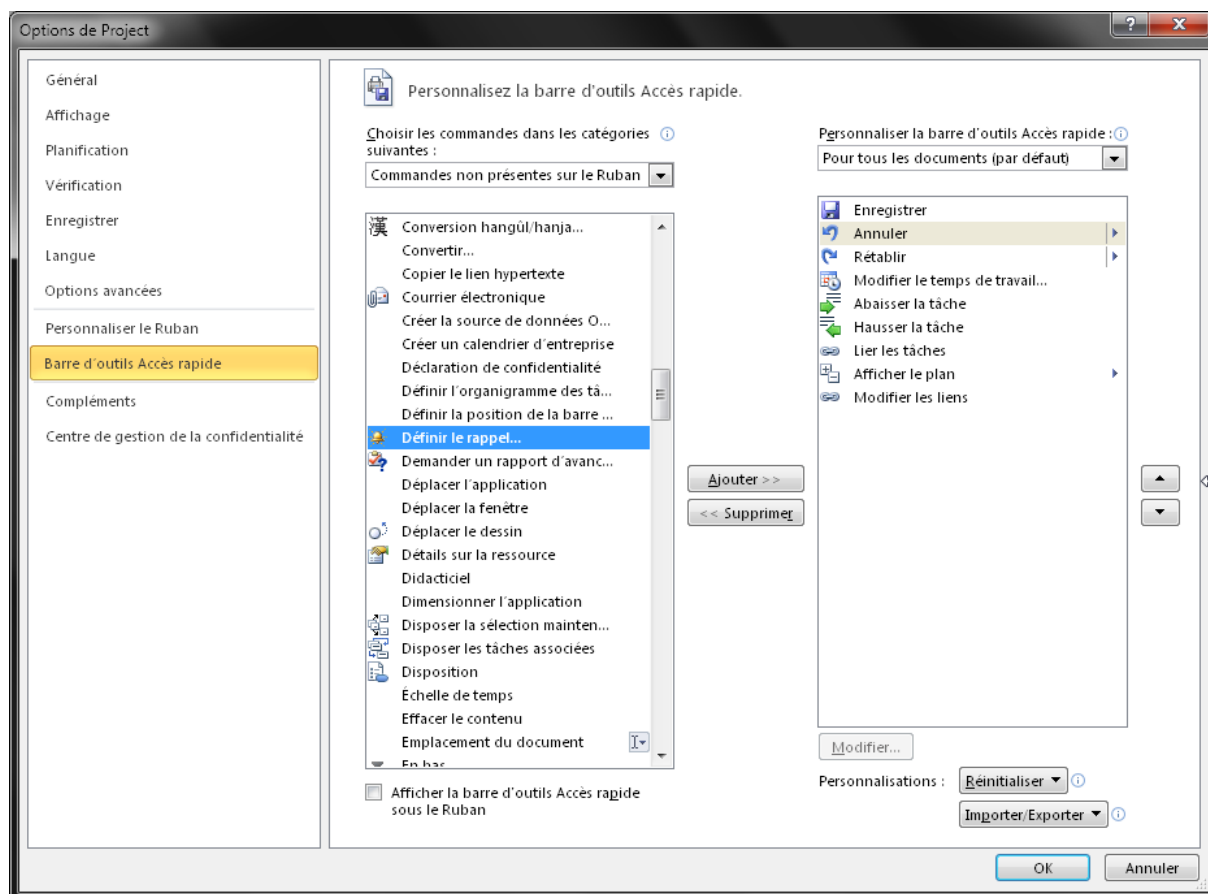 Options de Project
Général
Affichage
Planification
Vérification
Enregistrer
Langue
Options avancées
Personnaliser le Ruban
Barre d'outils Accès rapide
Compléments
Centre de gestion de la confidentialité
Personnalisez la barre d'outils Accès rapide.
Choisir les commandes dans les catégories
suivantes :
Commandes non présentes sur le Ruban
漢 Conversion hangûl/hanja...
Convertir...
Copier le lien hypertexte
Courrier électronique
Créer la source de données O...
Créer un calendrier d'entreprise
Déclaration de confidentialité
Définir l'organigramme des tâ...
Définir la position de la barre ...
Définir le rappel...
Demander un rapport d'avanc...
Déplacer l'application
Déplacer la fenêtre
Déplacer le dessin
Détails sur la ressource
Didacticiel
Dimensionner l'application
Disposer la sélection mainten...
Disposer les tâches associées
Disposition
Échelle de temps
Effacer le contenu
Emplacement du document
En bas
Afficher la barre d'outils Accès rapide
sous le Ruban
Ajouter >>
<< Supprimer
Personnaliser la barre d'outils Accès rapide :
Pour tous les documents (par défaut)
Enregistrer
Annuler
Rétablir
Modifier le temps de travail...
Abaisser la tâche
Hausser la tâche
Lier les tâches
Afficher le plan
Modifier les liens
Modifier...
Personnalisations :
Réinitialiser
Importer/Exporter
OK
Annuler